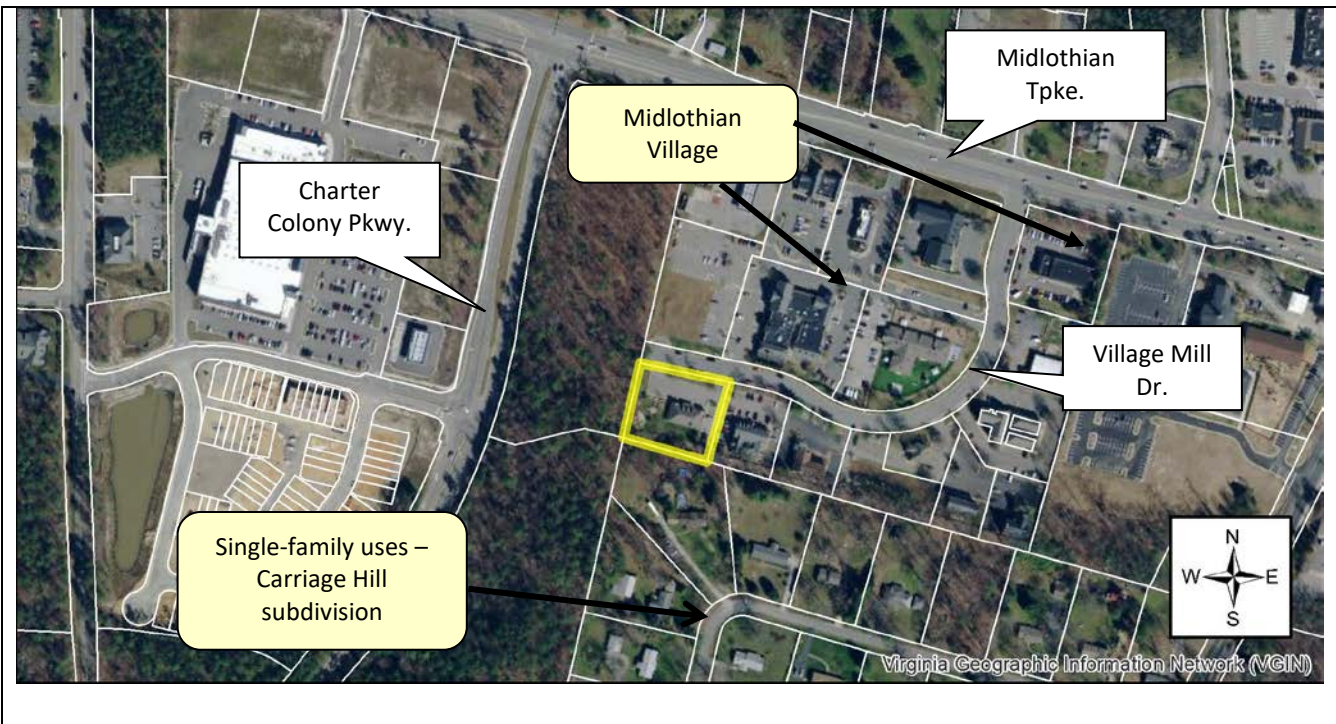 Midlothian
Tpke.
Midlothian
Village
Charter
Colony Pkwy.
Village Mill
Dr.
Single-family uses –
Carriage Hill
subdivision
N
W
E
S
Virginia Geographic Information Network (VGIN)